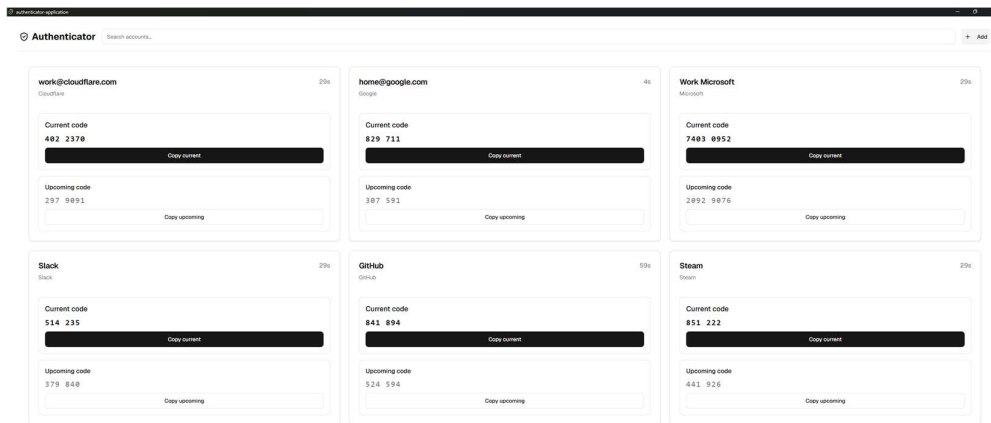 authenticator-application
Authenticator
Search accounts...
+ Add
work@cloudflare.com 29s
Cloudflare
Current code
402 2370
Copy current
Upcoming code
297 9091
Copy upcoming
home@google.com 4s
Google
Current code
829 711
Copy current
Upcoming code
307 591
Copy upcoming
Work Microsoft 29s
Microsoft
Current code
7403 0952
Copy current
Upcoming code
2092 9076
Copy upcoming
Slack 29s
Slack
Current code
514 235
Copy current
Upcoming code
379 840
Copy upcoming
GitHub 59s
GitHub
Current code
841 894
Copy current
Upcoming code
524 594
Copy upcoming
Steam 29s
Steam
Current code
851 222
Copy current
Upcoming code
441 926
Copy upcoming